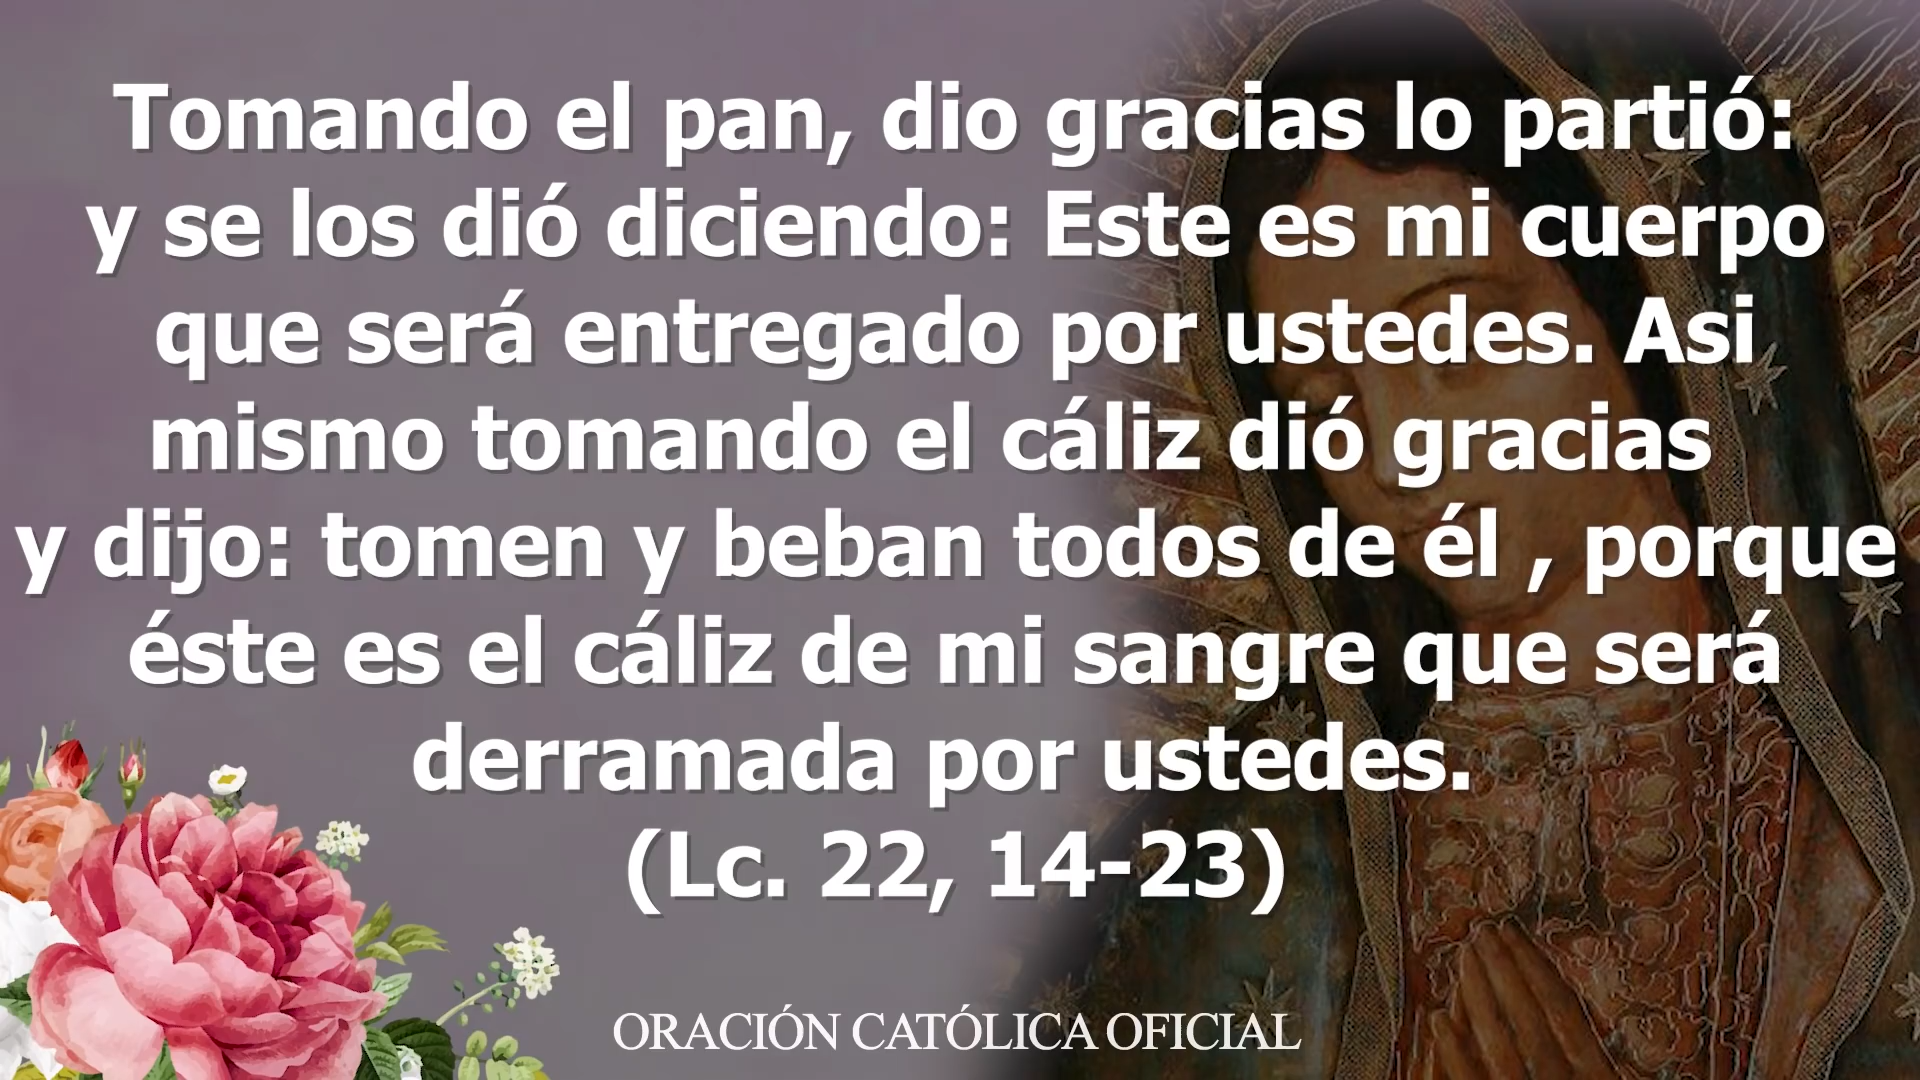 Tomando el pan, dio gracias lo partió:
y se los dió diciendo: Este es mi cuerpo
que será entregado por ustedes. Asi
mismo tomando el cáliz dió gracias
y dijo: tomen y beban todos de él , porque
éste es el cáliz de mi sangre que será
derramada por ustedes.
(Lc. 22, 14-23)
ORACIÓN CATÓLICA OFICIAL